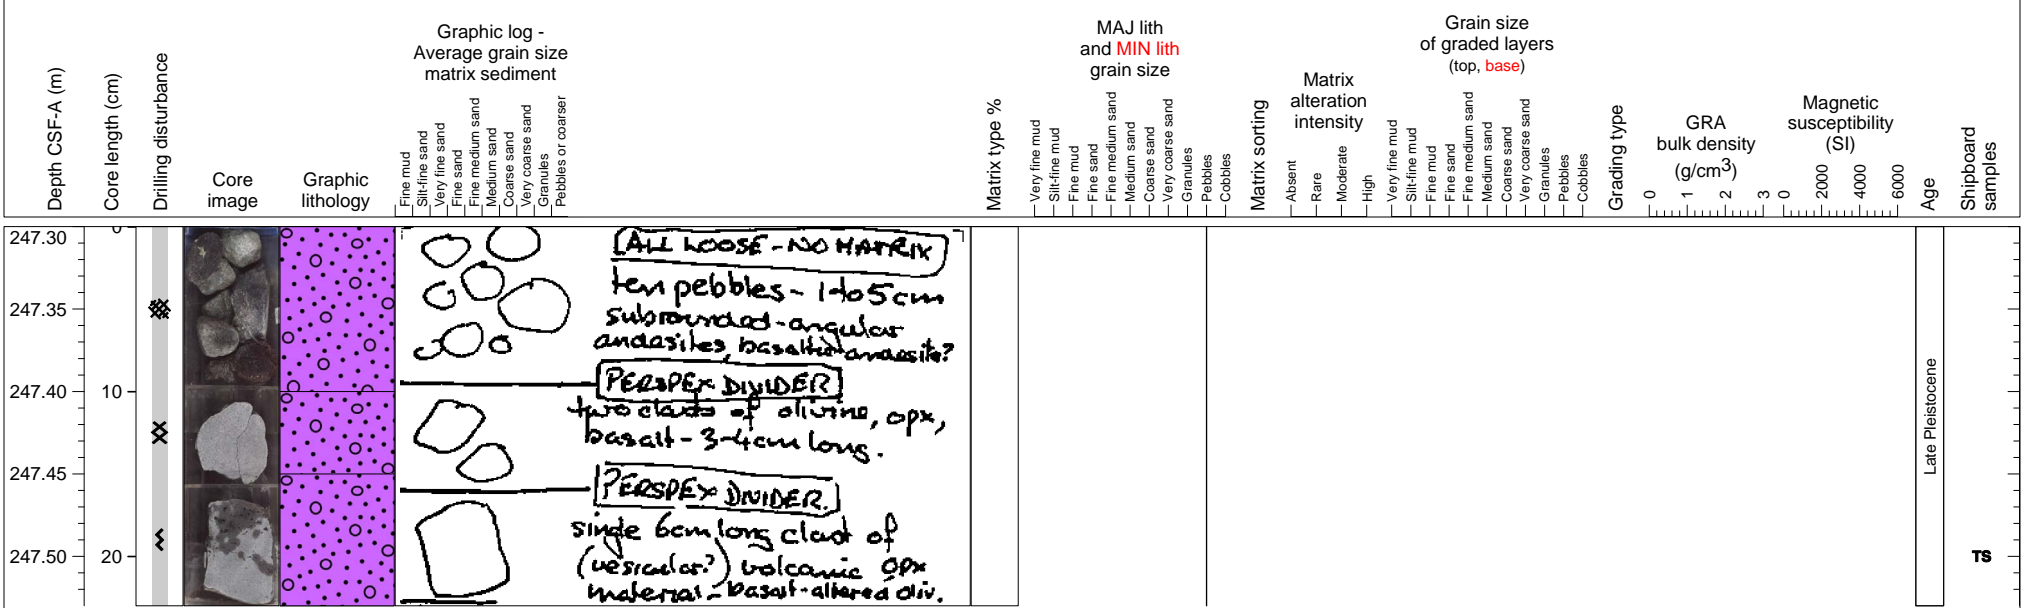 Depth CSF-A (m)
Core length (cm)
Drilling disturbance
Core
image
Graphic
lithology
Graphic log -
Average grain size
matrix sediment
Fine mud
Silt-fine sand
Very fine sand
Fine sand
Fine medium sand
Medium sand
Coarse sand
Very coarse sand
Granules
Pebbles or coarser
Matrix type %
MAJ lith
and MIN lith
grain size
Very fine mud
Silt-fine mud
Fine mud
Fine sand
Fine medium sand
Medium sand
Coarse sand
Very coarse sand
Granules
Pebbles
Cobbles
Matrix sorting
Matrix
alteration
intensity
Absent
Rare
Moderate
High
Grain size
of graded layers
(top, base)
Very fine mud
Silt-fine mud
Fine mud
Fine sand
Fine medium sand
Medium sand
Coarse sand
Very coarse sand
Granules
Pebbles
Cobbles
Grading type
GRA
bulk density
(g/cm3)
0 1 2 3
Magnetic
susceptibility
(SI)
0 2000 4000 6000
Age
Shipboard
samples
247.30
247.35
247.40
247.45
247.50
0
10
20
ALL LOOSE - NO MATRIX
ten pebbles - 1 to 5 cm
subrounded-angular
andesites, basaltic andesite?
PERSPEX DIVIDER
two clasts of olivine, opx,
basalt - 3-4cm long.
PERSPEX DIVIDER.
single 6cm long clast of
(vesicular?) volcanic opx
material - basalt - altered oliv.
Late Pleistocene
TS